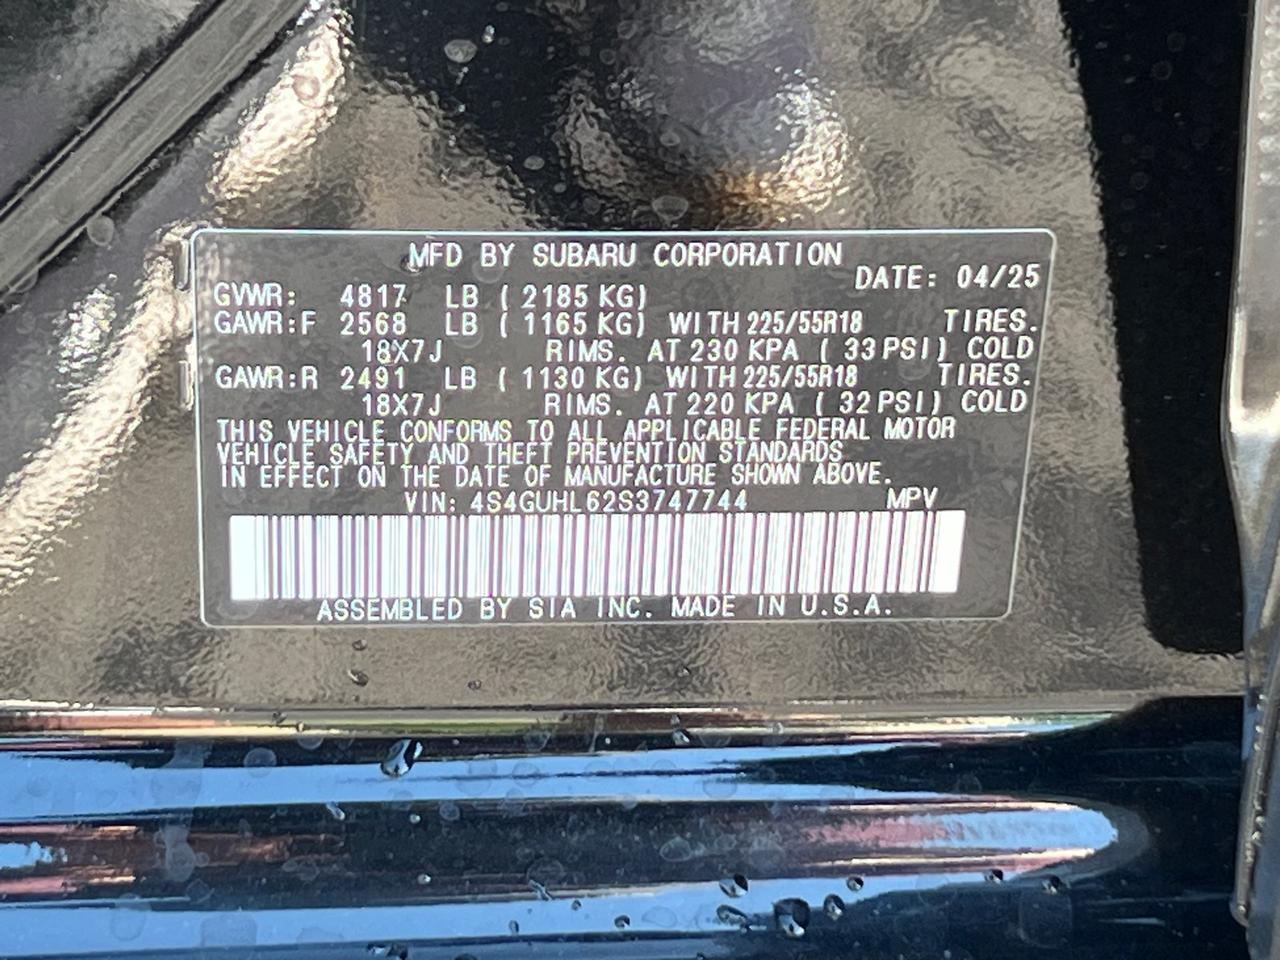 MFD BY SUBARU CORPORATION
DATE: 04/25
GVWR: 4817 LB ( 2185 KG)
GAWR:F 2568 LB ( 1165 KG) WITH 225/55R18 TIRES.
18X7J RIMS. AT 230 KPA ( 33 PSI) COLD
GAWR:R 2491 LB ( 1130 KG) WITH 225/55R18 TIRES.
18X7J RIMS. AT 220 KPA ( 32 PSI) COLD
THIS VEHICLE CONFORMS TO ALL APPLICABLE FEDERAL MOTOR
VEHICLE SAFETY AND THEFT PREVENTION STANDARDS
IN EFFECT ON THE DATE OF MANUFACTURE SHOWN ABOVE.
VIN: 4S4GUHL62S3747744 MPV
ASSEMBLED BY SIA INC. MADE IN U.S.A.